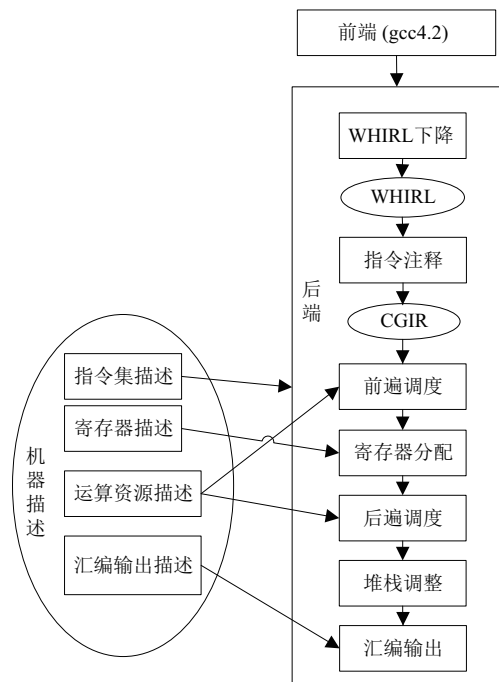 前端 (gcc4.2)
WHIRL下降
WHIRL
指令注释
后端
CGIR
前遍调度
寄存器分配
后遍调度
堆栈调整
汇编输出
机器描述
指令集描述
寄存器描述
运算资源描述
汇编输出描述